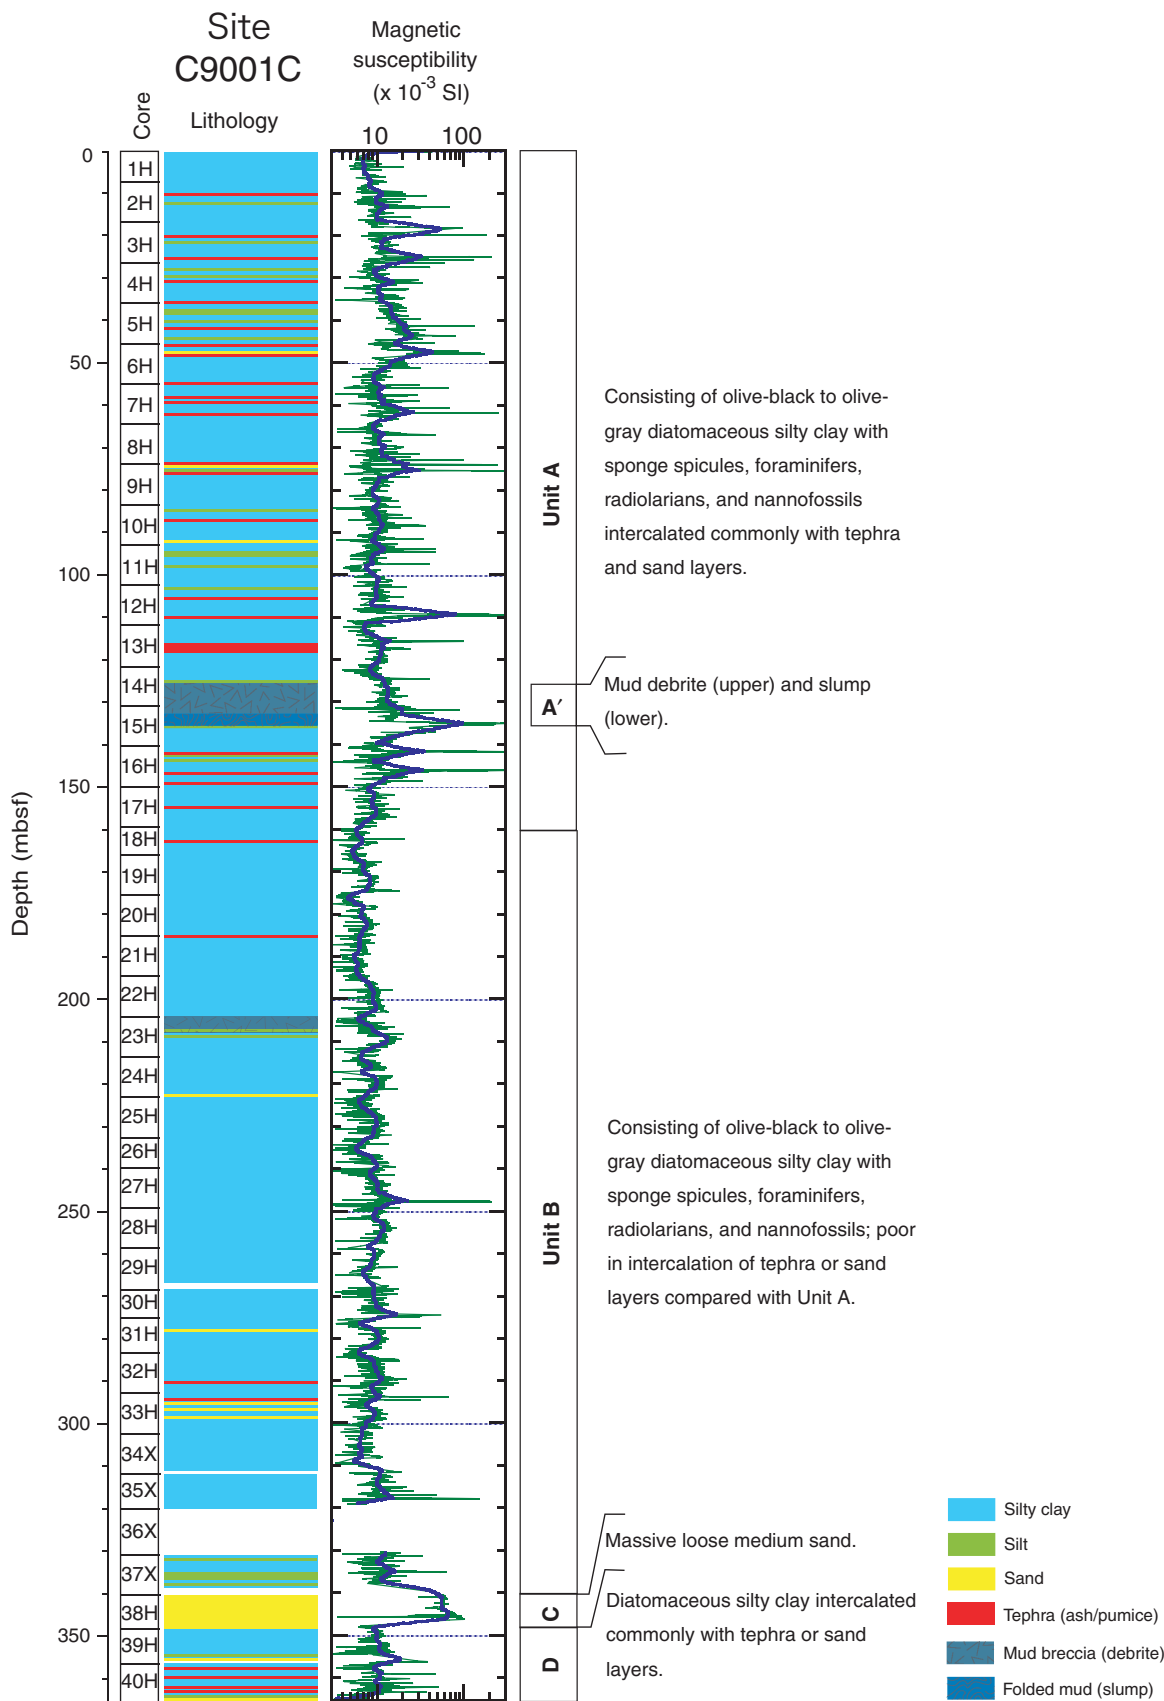 Site
C9001C
Lithology
Core
Magnetic
susceptibility
(x 10⁻³ SI)
10 100
Depth (mbsf)
0
50
100
150
200
250
300
350
1H
2H
3H
4H
5H
6H
7H
8H
9H
10H
11H
12H
13H
14H
15H
16H
17H
18H
19H
20H
21H
22H
23H
24H
25H
26H
27H
28H
29H
30H
31H
32H
33H
34X
35X
36X
37X
38H
39H
40H
Unit A
A′
Unit B
C
D
Consisting of olive-black to olive-
gray diatomaceous silty clay with
sponge spicules, foraminifers,
radiolarians, and nannofossils
intercalated commonly with tephra
and sand layers.
Mud debrite (upper) and slump
(lower).
Consisting of olive-black to olive-
gray diatomaceous silty clay with
sponge spicules, foraminifers,
radiolarians, and nannofossils; poor
in intercalation of tephra or sand
layers compared with Unit A.
Massive loose medium sand.
Diatomaceous silty clay intercalated
commonly with tephra or sand
layers.
Silty clay
Silt
Sand
Tephra (ash/pumice)
Mud breccia (debrite)
Folded mud (slump)